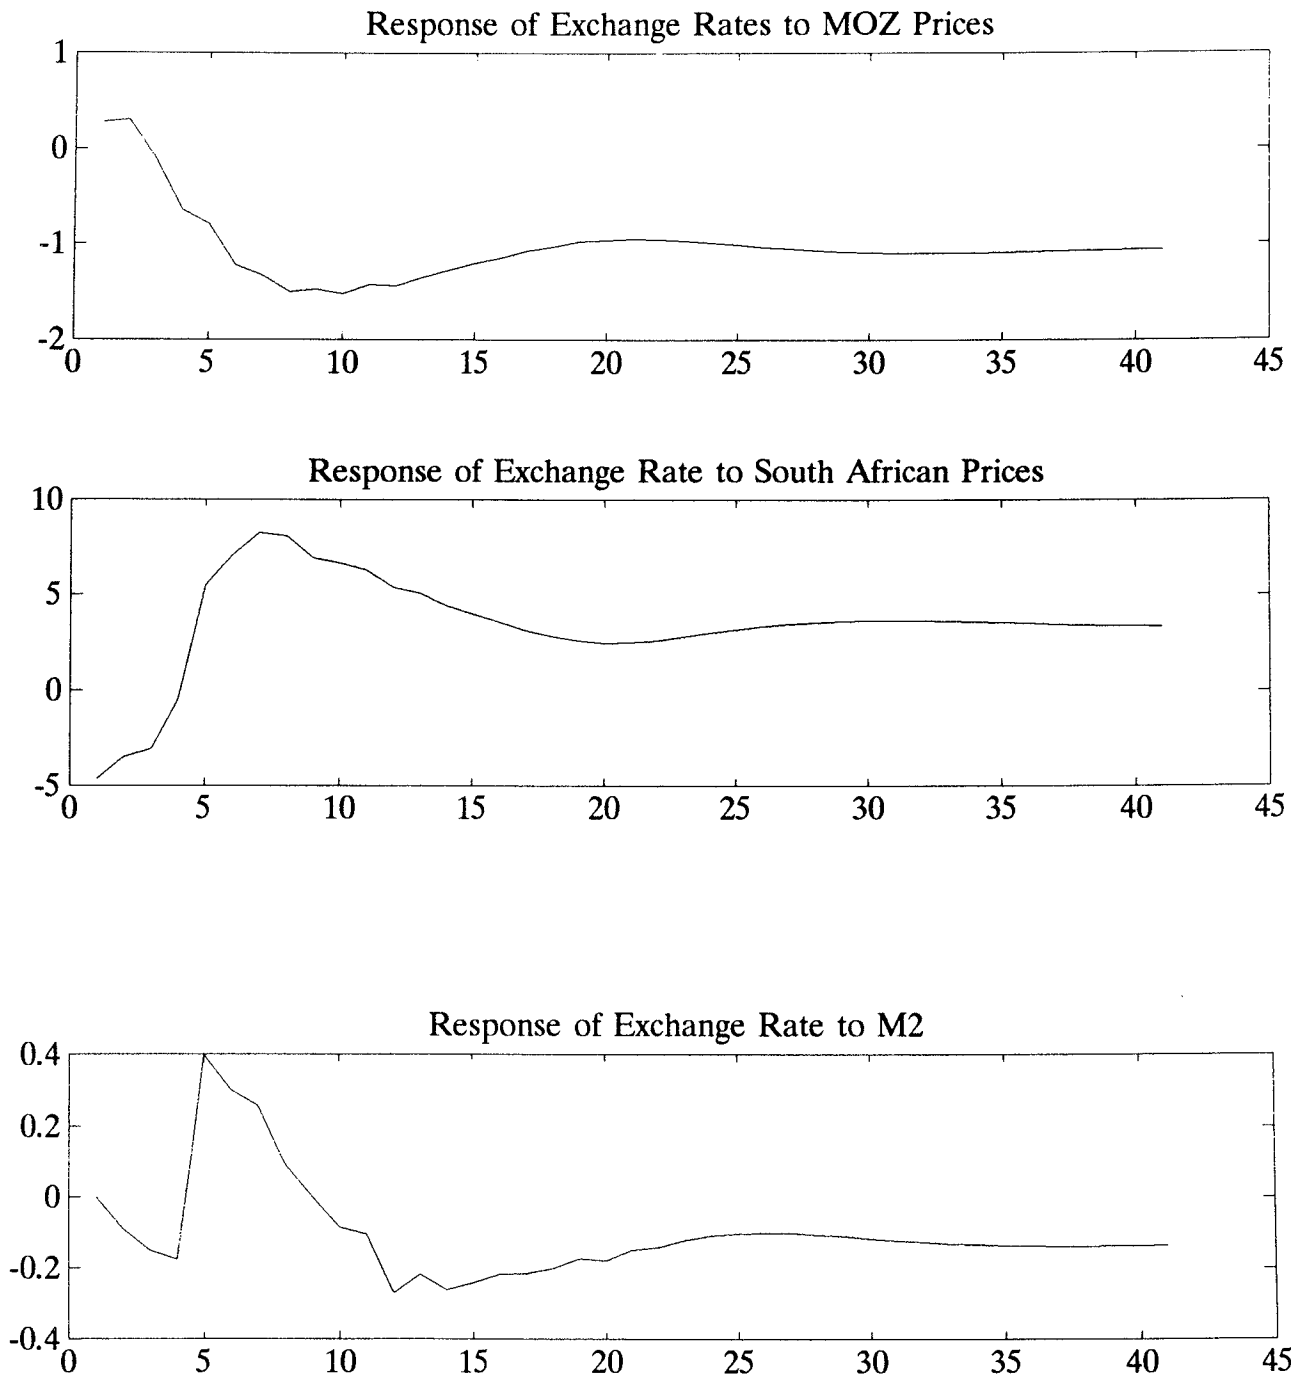 Response of Exchange Rates to MOZ Prices
1
0
-1
-2
0 5 10 15 20 25 30 35 40 45
Response of Exchange Rate to South African Prices
10
5
0
-5
0 5 10 15 20 25 30 35 40 45
Response of Exchange Rate to M2
0.4
0.2
0
-0.2
-0.4
0 5 10 15 20 25 30 35 40 45